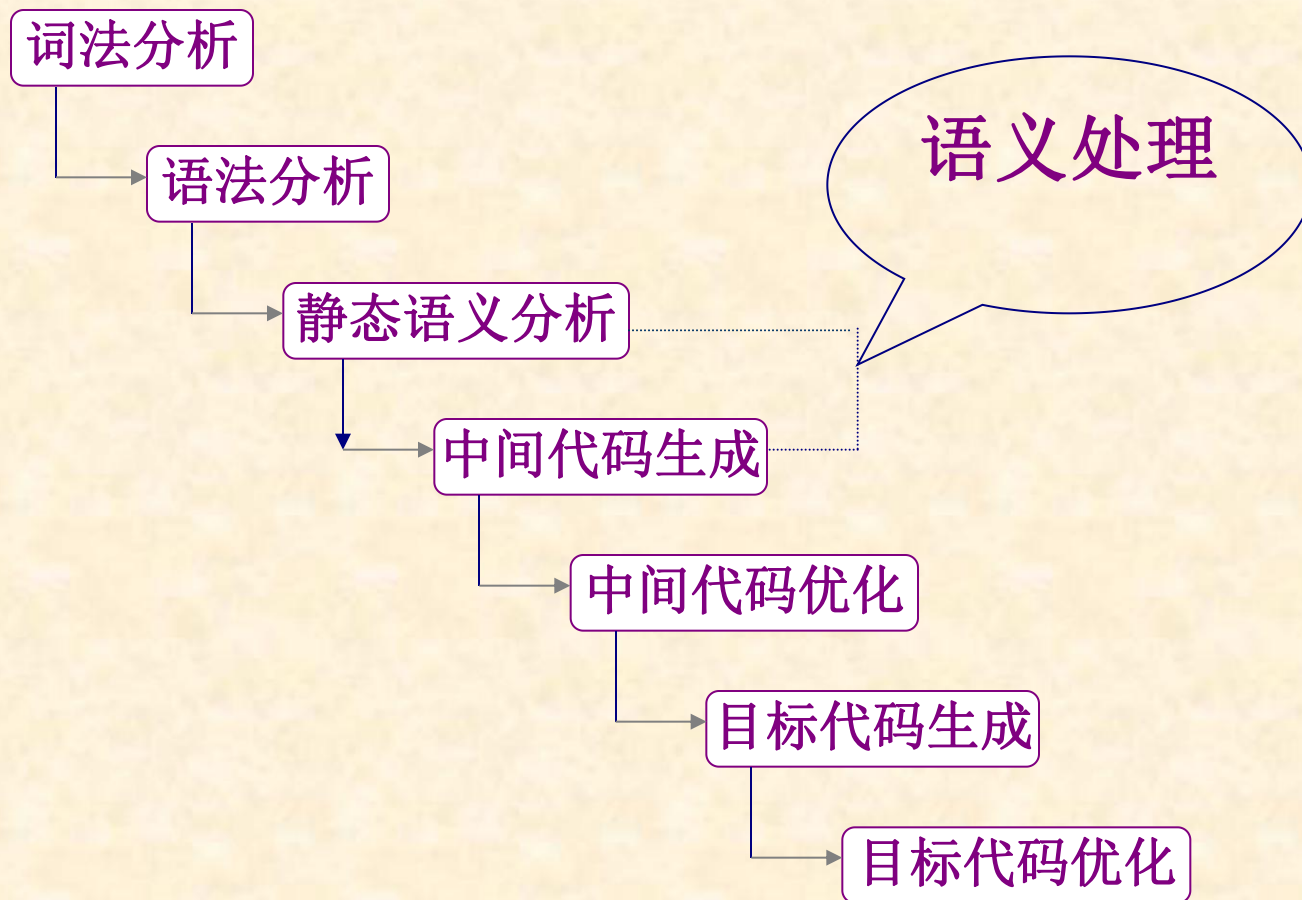 词法分析
语义处理
语法分析
静态语义分析
中间代码生成
中间代码优化
目标代码生成
目标代码优化